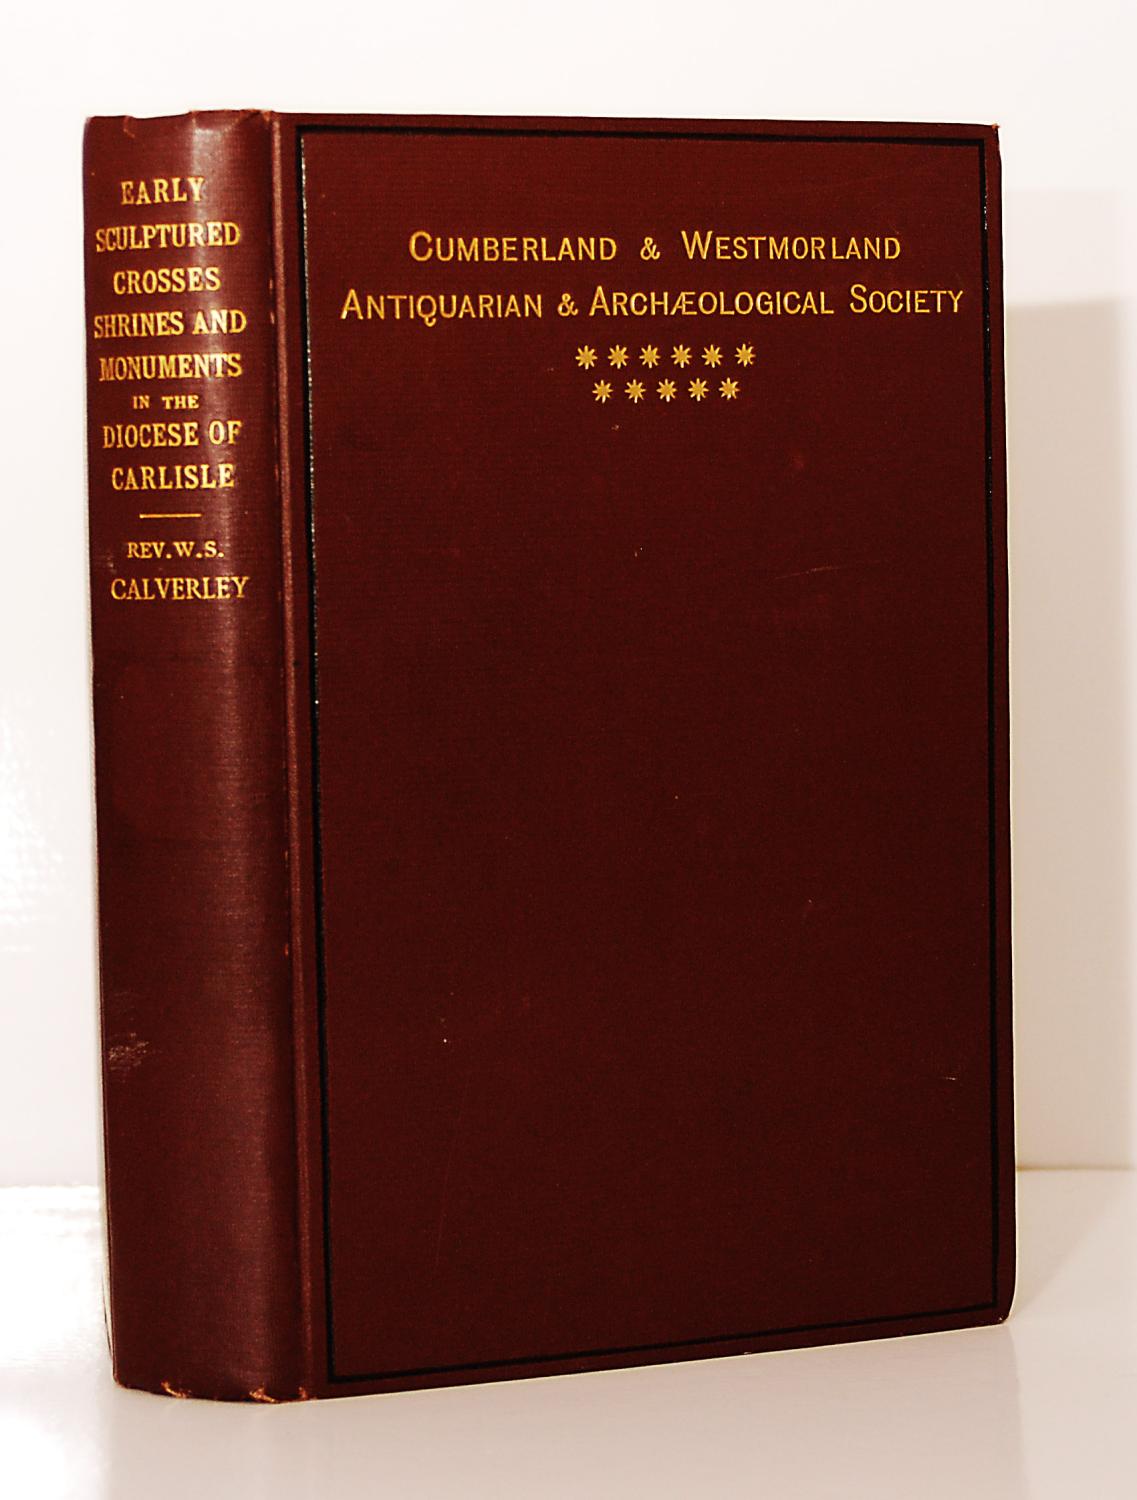 EARLY
SCULPTURED
CROSSES
SHRINES AND
MONUMENTS
IN THE
DIOCESE OF
CARLISLE
REV. W. S.
CALVERLEY
CUMBERLAND & WESTMORLAND
ANTIQUARIAN & ARCHÆOLOGICAL SOCIETY